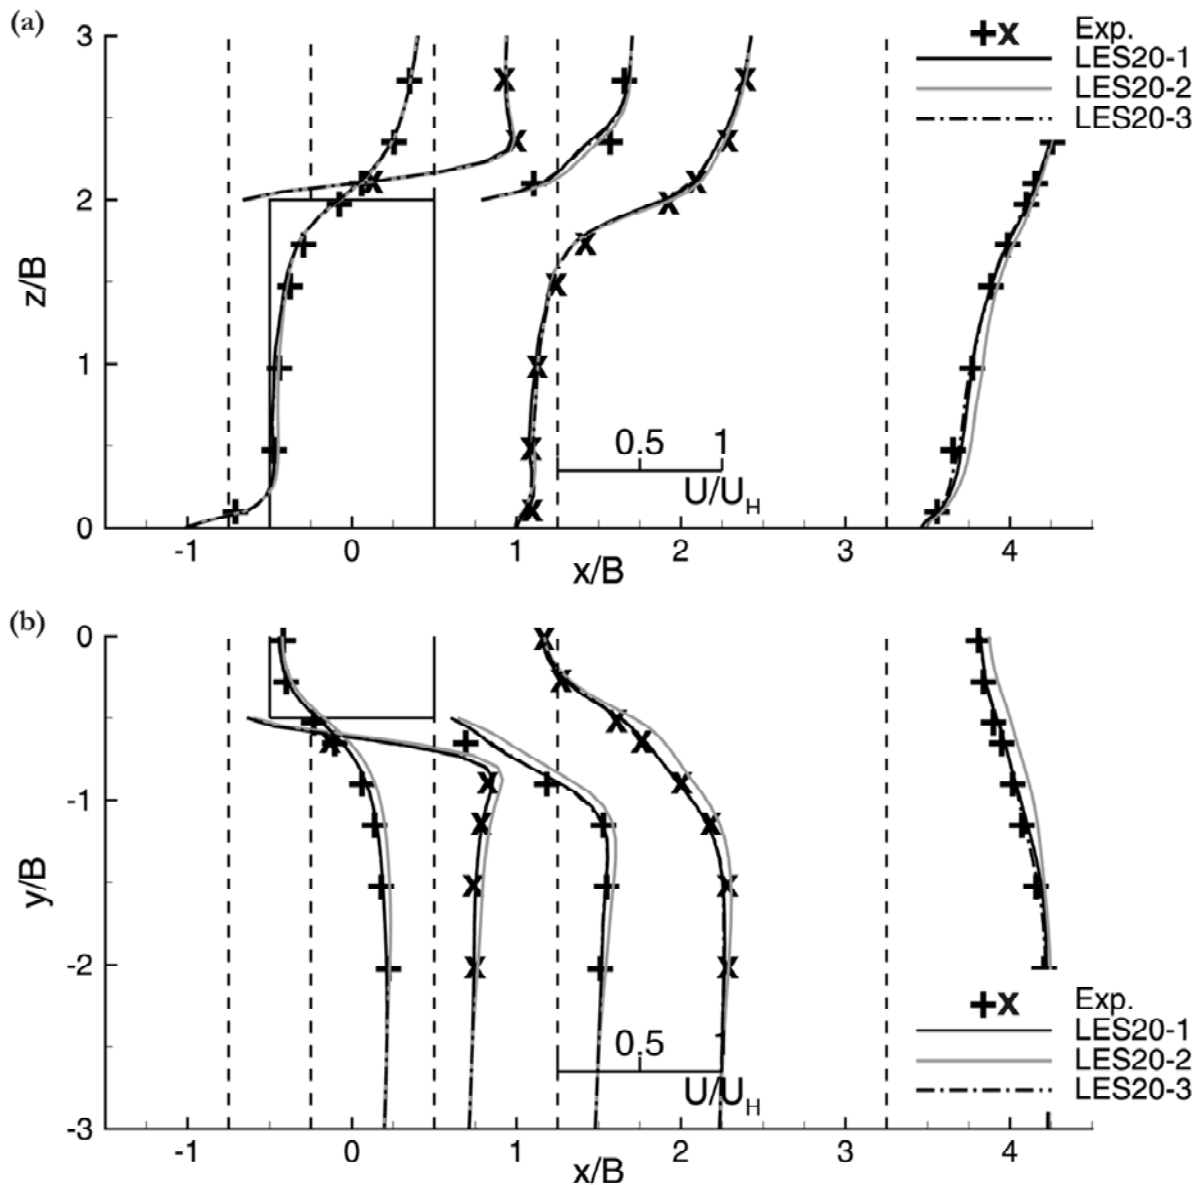 (a)
3
2
1
0
z/B
-1 0 1 2 3 4
x/B
0.5 1
U/U_H
Exp.
LES20-1
LES20-2
LES20-3
(b)
0
-1
-2
-3
y/B
-1 0 1 2 3 4
x/B
0.5 1
U/U_H
Exp.
LES20-1
LES20-2
LES20-3